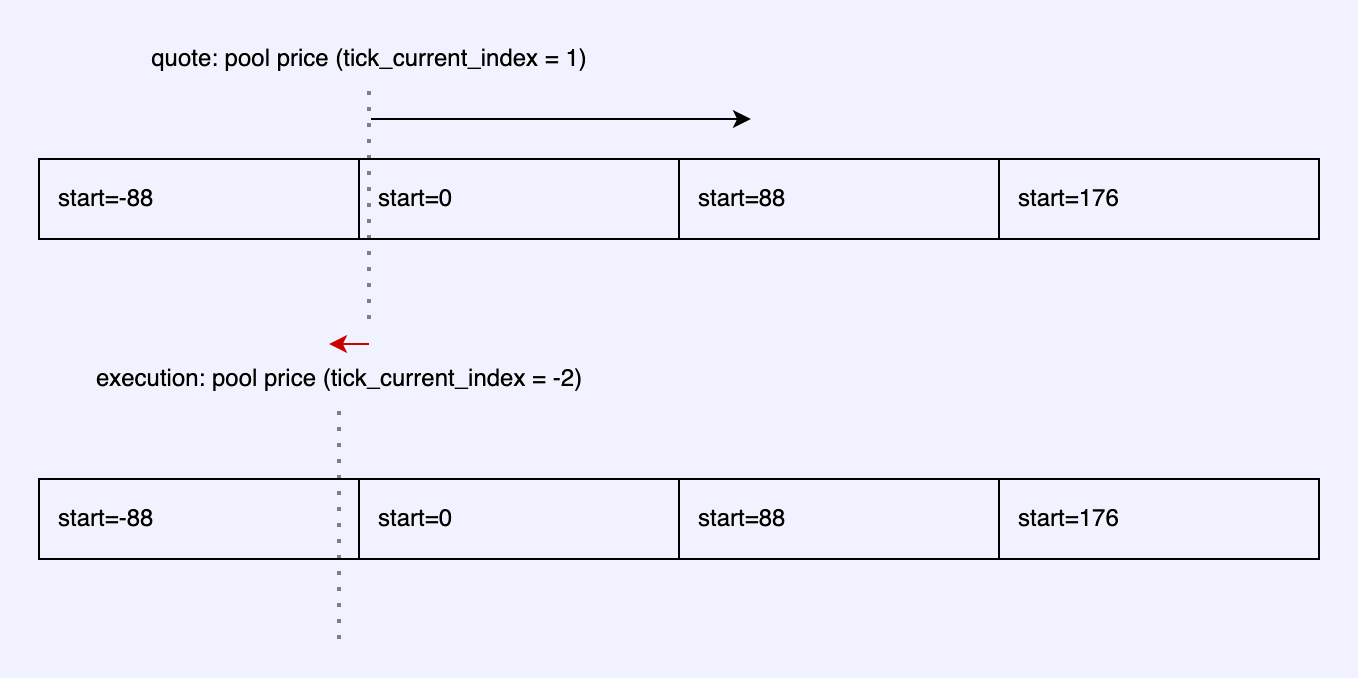 quote: pool price (tick_current_index = 1)
start=-88
start=0
start=88
start=176
execution: pool price (tick_current_index = -2)
start=-88
start=0
start=88
start=176